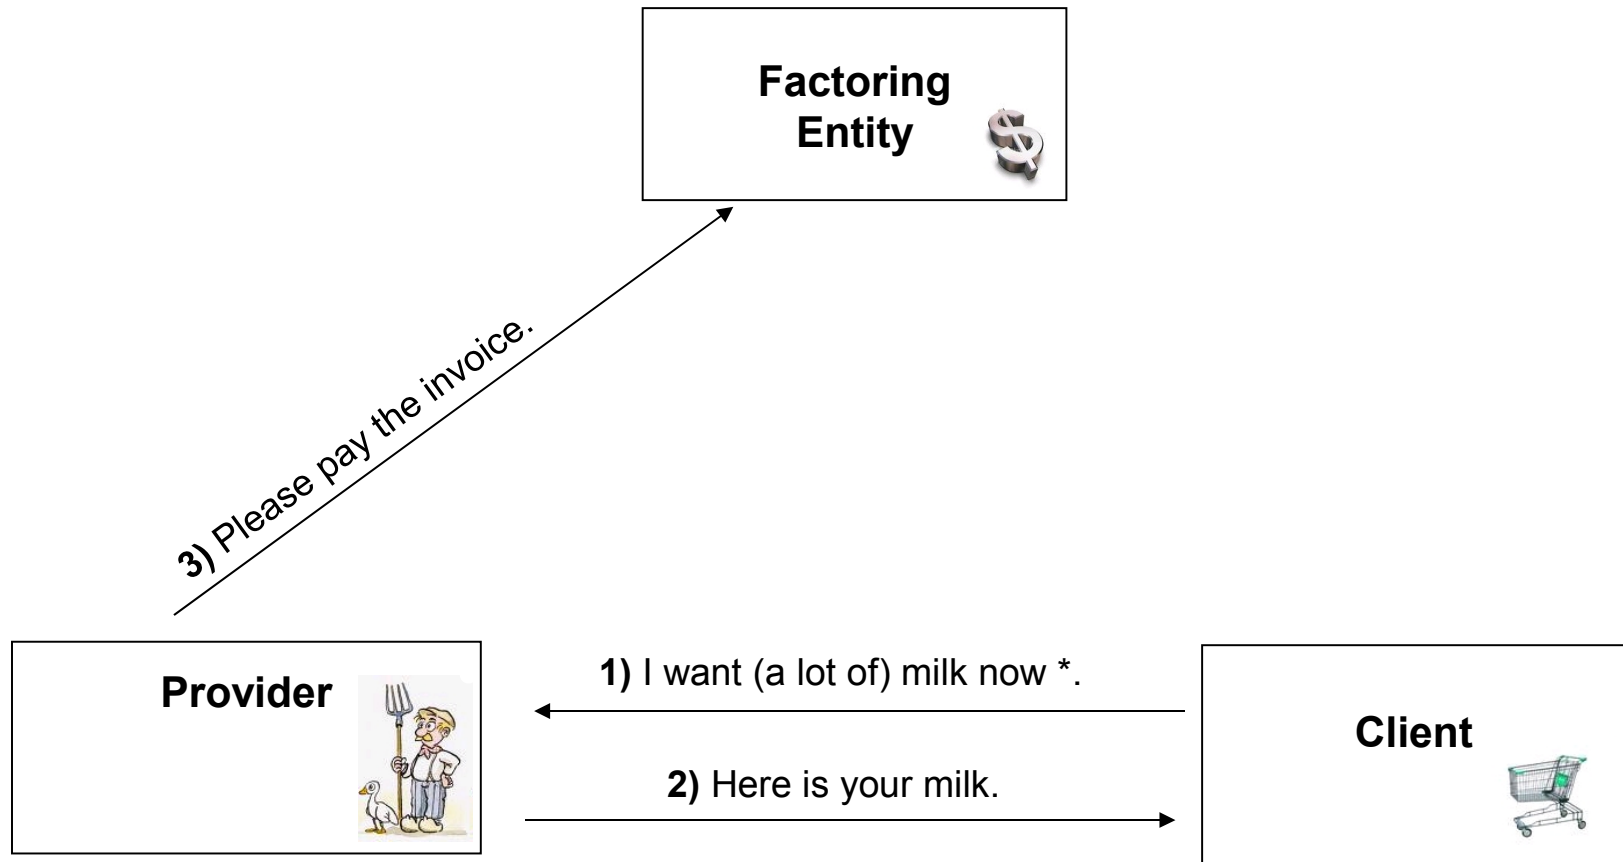 Factoring
Entity
3) Please pay the invoice.
Provider
1) I want (a lot of) milk now *.
Client
2) Here is your milk.